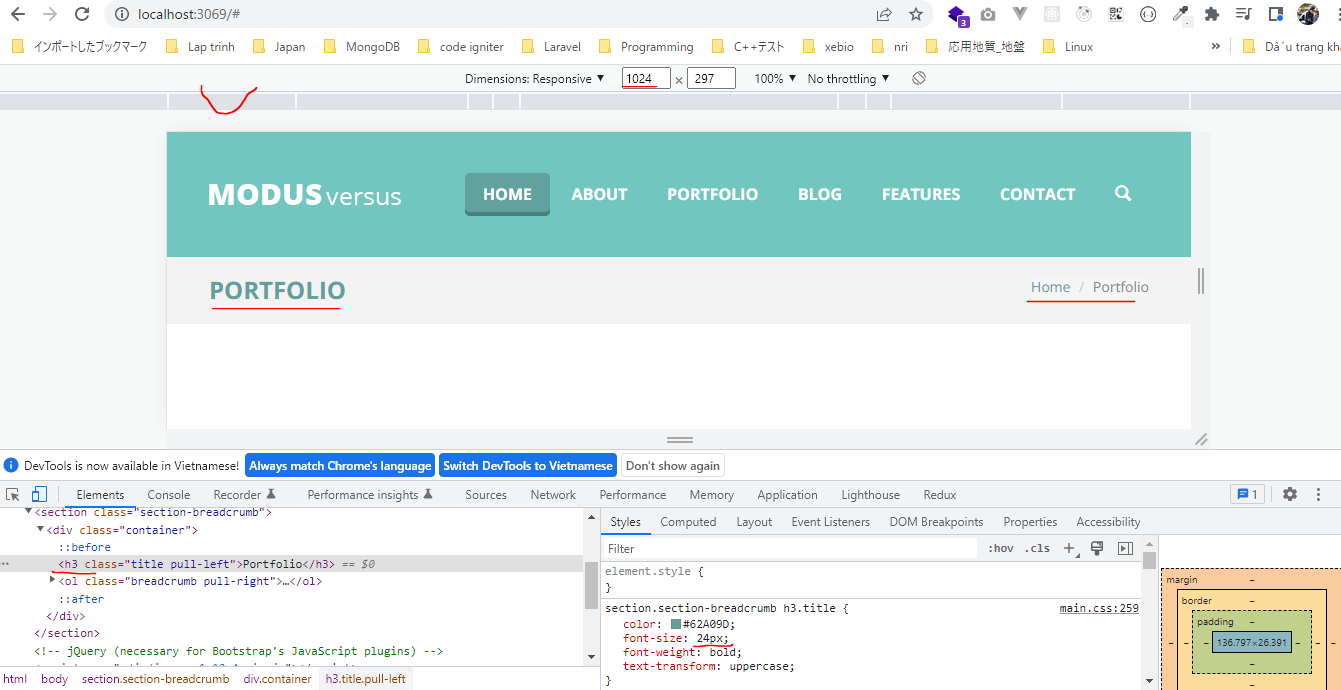 localhost:3069/#
3
インポートしたブックマーク Lap trinh Japan MongoDB code igniter Laravel Programming C++テスト xebio nri 応用地質_地盤 Linux » Dâ´u trang kh
Dimensions: Responsive ▼ 1024 × 297 100% ▼ No throttling ▼
MODUS versus HOME ABOUT PORTFOLIO BLOG FEATURES CONTACT
PORTFOLIO Home / Portfolio
DevTools is now available in Vietnamese! Always match Chrome's language Switch DevTools to Vietnamese Don't show again
Elements Console Recorder Performance insights Sources Network Performance Memory Application Lighthouse Redux 1
▼<section class="section-breadcrumb">
▼<div class="container">
::before
<h3 class="title pull-left">Portfolio</h3> == $0
▶<ol class="breadcrumb pull-right">…</ol>
::after
</div>
</section>
<!-- jQuery (necessary for Bootstrap's JavaScript plugins) -->
html body section.section-breadcrumb div.container h3.title.pull-left
Styles Computed Layout Event Listeners DOM Breakpoints Properties Accessibility
Filter :hov .cls +
element.style {
}
section.section-breadcrumb h3.title { main.css:259
color: #62A09D;
font-size: 24px;
font-weight: bold;
text-transform: uppercase;
}
margin –
border –
padding –
– – – 136.797×26.391 – – –
–
–